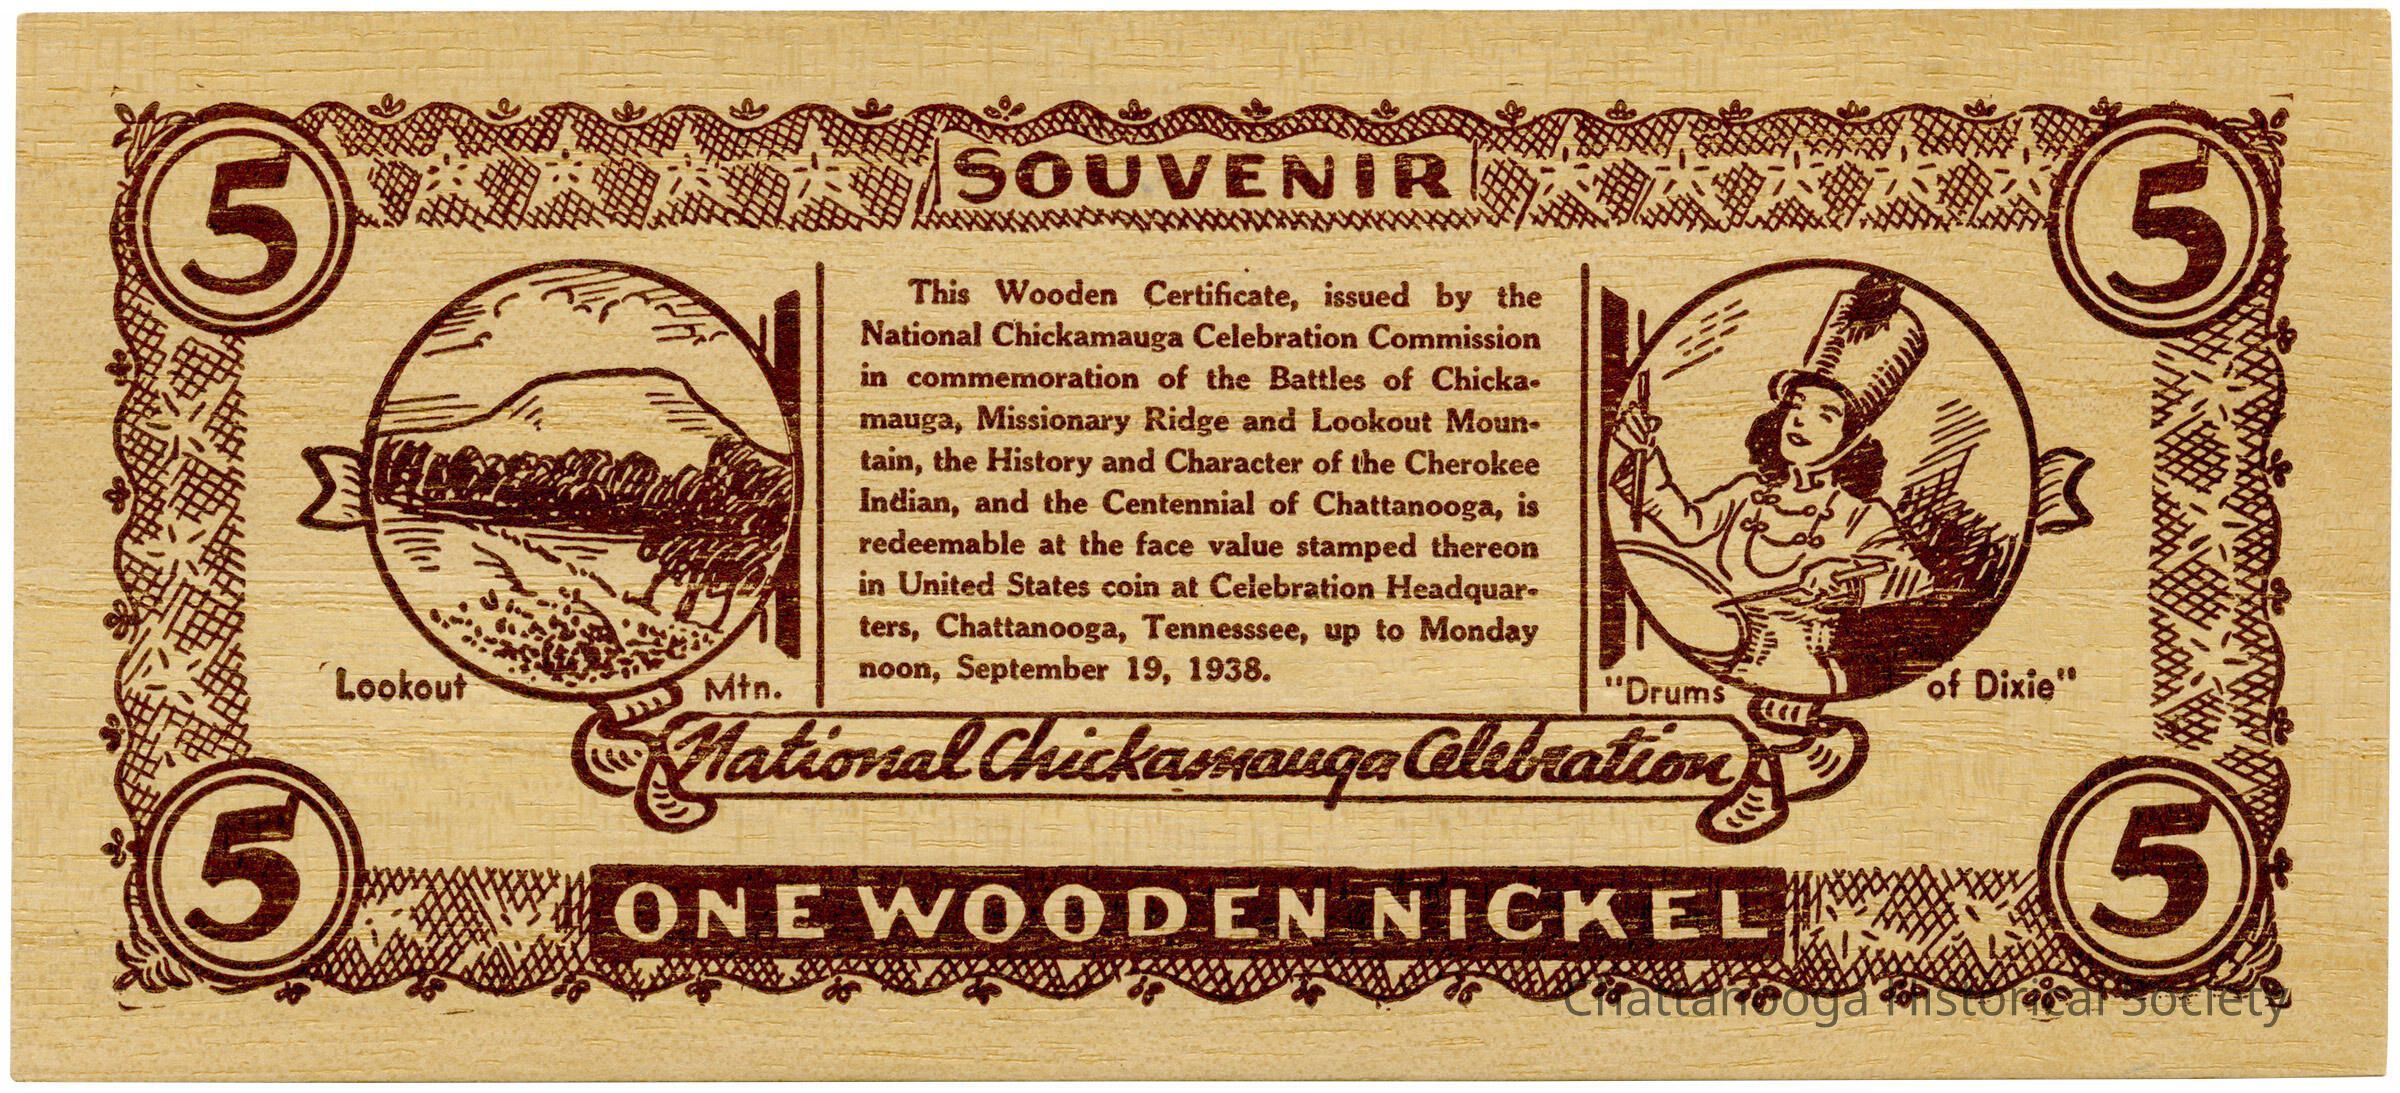 5 SOUVENIR 5
This Wooden Certificate, issued by the
National Chickamauga Celebration Commission
in commemoration of the Battles of Chicka-
mauga, Missionary Ridge and Lookout Moun-
tain, the History and Character of the Cherokee
Indian, and the Centennial of Chattanooga, is
redeemable at the face value stamped thereon
in United States coin at Celebration Headquar-
ters, Chattanooga, Tennesssee, up to Monday
noon, September 19, 1938.
Lookout Mtn.
"Drums of Dixie"
National Chickamauga Celebration
5 ONE WOODEN NICKEL 5
Chattanooga Historical Society